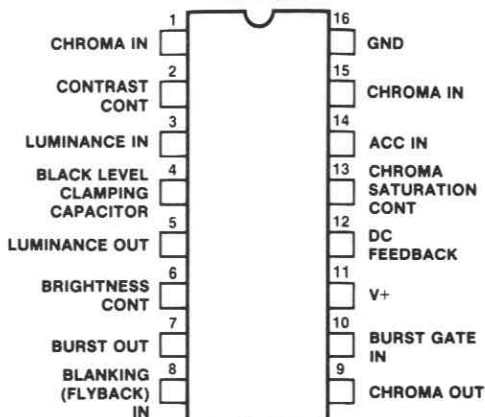 1
CHROMA IN
2
CONTRAST
CONT
3
LUMINANCE IN
4
BLACK LEVEL
CLAMPING
CAPACITOR
5
LUMINANCE OUT
6
BRIGHTNESS
CONT
7
BURST OUT
8
BLANKING
(FLYBACK)
IN
16
GND
15
CHROMA IN
14
ACC IN
13
CHROMA
SATURATION
CONT
12
DC
FEEDBACK
11
V+
10
BURST GATE
IN
9
CHROMA OUT